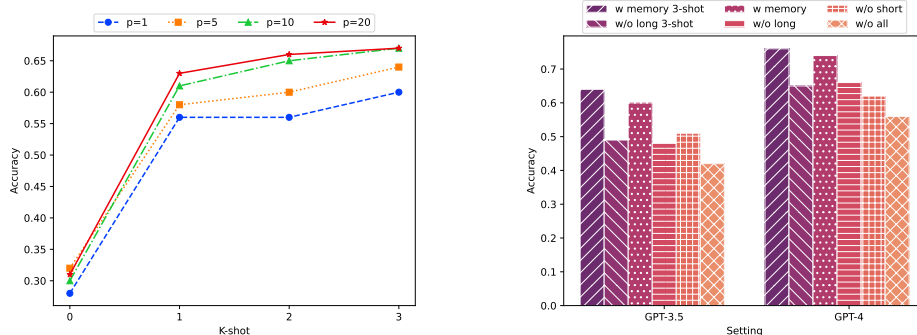 p=1 p=5 p=10 p=20
0.65
0.60
0.55
0.50
0.45
0.40
0.35
0.30
Accuracy
0 1 2 3
K-shot
w memory 3-shot w memory w/o short
w/o long 3-shot w/o long w/o all
0.7
0.6
0.5
0.4
0.3
0.2
0.1
0.0
Accuracy
GPT-3.5 GPT-4
Setting